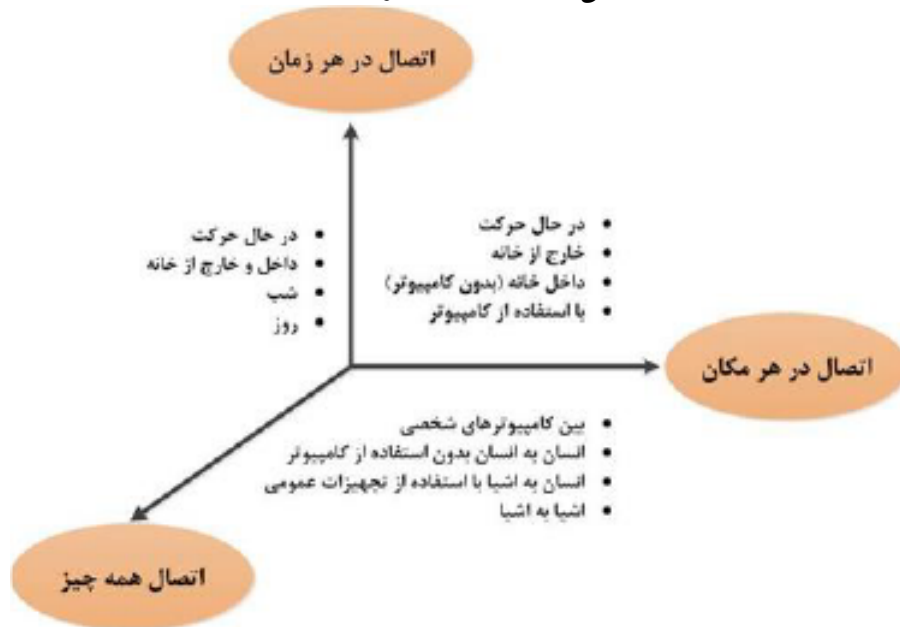 اتصال در هر زمان
• در حال حرکت
• داخل و خارج از خانه
• شب
• روز
• در حال حرکت
• خارج از خانه
• داخل خانه (بدون کامپیوتر)
• با استفاده از کامپیوتر
اتصال در هر مکان
• بین کامپیوترهای شخصی
• انسان به انسان بدون استفاده از کامپیوتر
• انسان به اشیا با استفاده از تجهیزات عمومی
• اشیا به اشیا
اتصال همه چیز